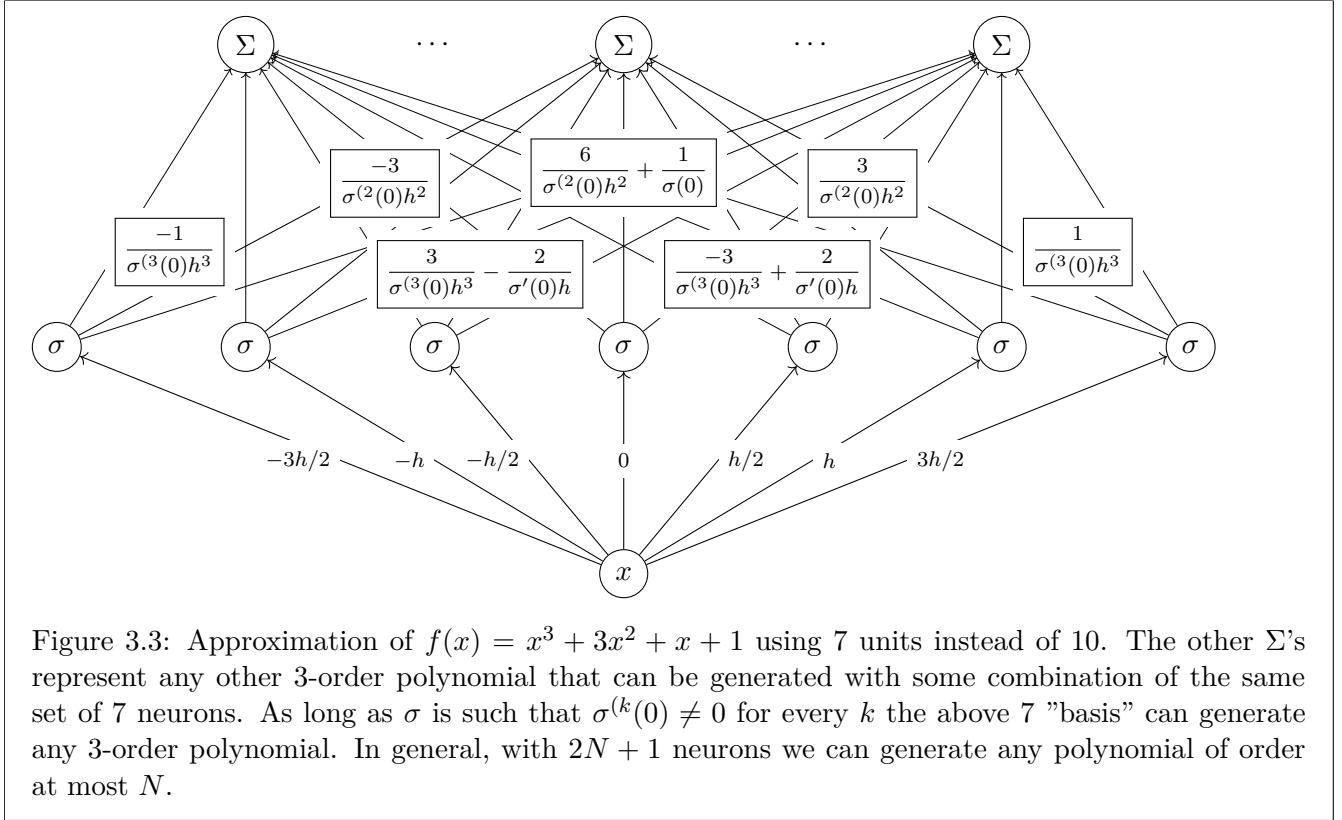 Σ ... Σ ... Σ
−3/(σ^{(2}(0)h²) 6/(σ^{(2}(0)h²) + 1/σ(0) 3/(σ^{(2}(0)h²)
−1/(σ^{(3}(0)h³) 3/(σ^{(3}(0)h³) − 2/(σ′(0)h) −3/(σ^{(3}(0)h³) + 2/(σ′(0)h) 1/(σ^{(3}(0)h³)
σ σ σ σ σ σ σ
−3h/2 −h −h/2 0 h/2 h 3h/2
x
Figure 3.3: Approximation of f(x) = x³ + 3x² + x + 1 using 7 units instead of 10. The other Σ's
represent any other 3-order polynomial that can be generated with some combination of the same
set of 7 neurons. As long as σ is such that σ^{(k}(0) ≠ 0 for every k the above 7 "basis" can generate
any 3-order polynomial. In general, with 2N + 1 neurons we can generate any polynomial of order
at most N.